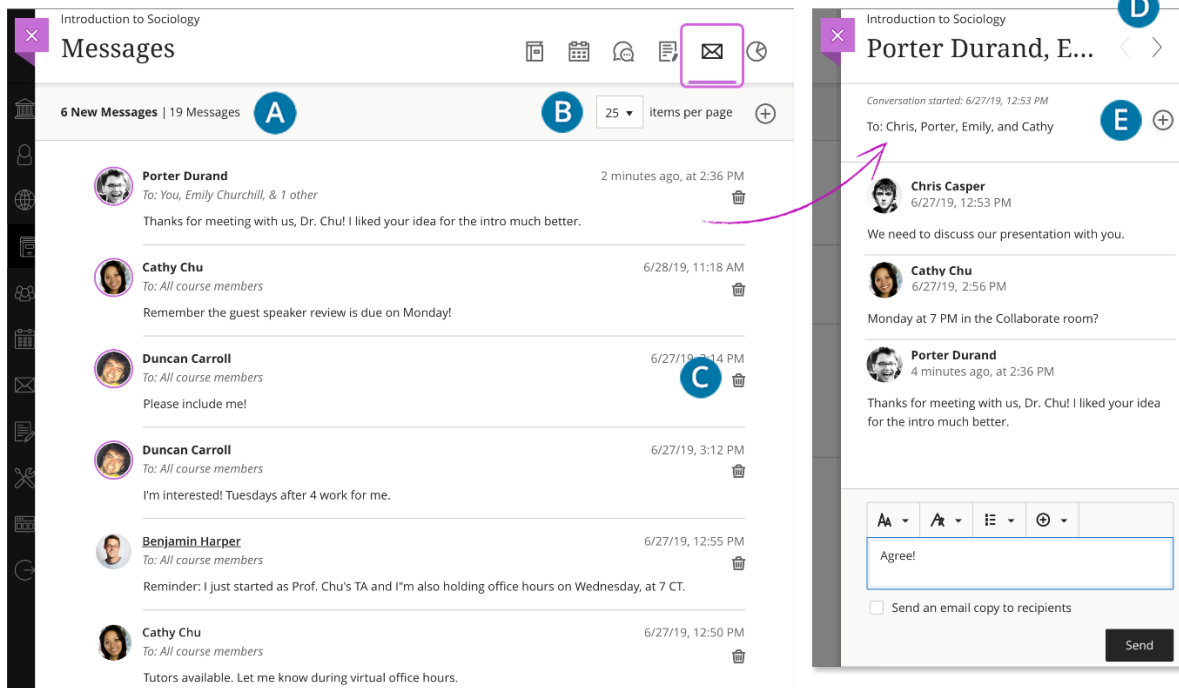 Introduction to Sociology
Messages
6 New Messages | 19 Messages
A
B
25
items per page
Porter Durand
2 minutes ago, at 2:36 PM
To: You, Emily Churchill, & 1 other
Thanks for meeting with us, Dr. Chu! I liked your idea for the intro much better.
Cathy Chu
6/28/19, 11:18 AM
To: All course members
Remember the guest speaker review is due on Monday!
Duncan Carroll
6/27/19, 3:14 PM
To: All course members
C
Please include me!
Duncan Carroll
6/27/19, 3:12 PM
To: All course members
I'm interested! Tuesdays after 4 work for me.
Benjamin Harper
6/27/19, 12:55 PM
To: All course members
Reminder: I just started as Prof. Chu's TA and I"m also holding office hours on Wednesday, at 7 CT.
Cathy Chu
6/27/19, 12:50 PM
To: All course members
Tutors available. Let me know during virtual office hours.
D
Introduction to Sociology
Porter Durand, E...
Conversation started: 6/27/19, 12:53 PM
To: Chris, Porter, Emily, and Cathy
E
Chris Casper
6/27/19, 12:53 PM
We need to discuss our presentation with you.
Cathy Chu
6/27/19, 2:56 PM
Monday at 7 PM in the Collaborate room?
Porter Durand
4 minutes ago, at 2:36 PM
Thanks for meeting with us, Dr. Chu! I liked your idea
for the intro much better.
Agree!
Send an email copy to recipients
Send